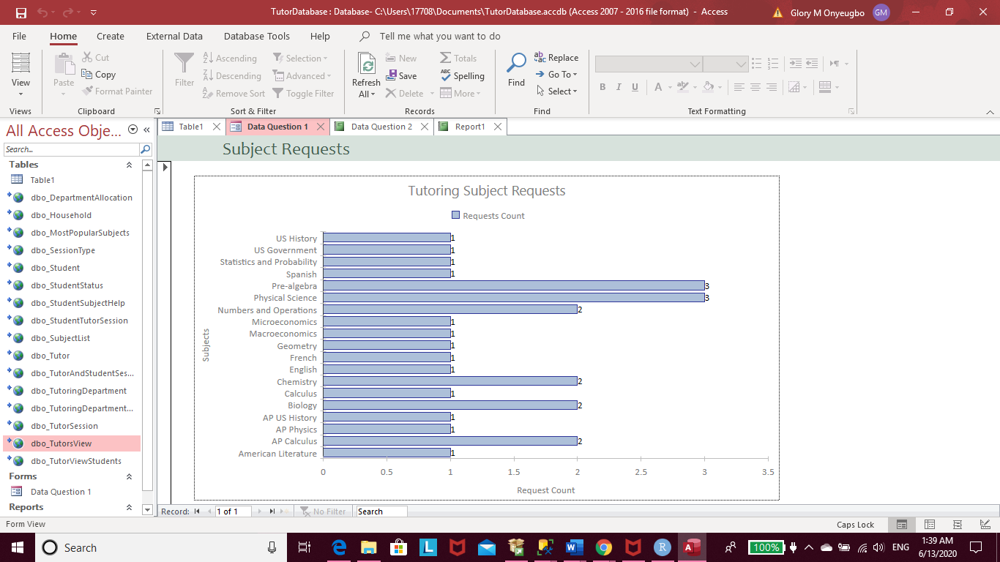 TutorDatabase : Database- C:\Users\17708\Documents\TutorDatabase.accdb (Access 2007 - 2016 file format) - Access
Glory M Onyeugbo GM
File Home Create External Data Database Tools Help Tell me what you want to do
View
Views
Paste
Cut
Copy
Format Painter
Clipboard
Filter
Ascending
Descending
Remove Sort
Selection
Advanced
Toggle Filter
Sort & Filter
Refresh
All
New
Save
Delete
Totals
Spelling
More
Records
Find
Replace
Go To
Select
Find
B I U A
Text Formatting
All Access Obje...
Search...
Tables
Table1
dbo_DepartmentAllocation
dbo_Household
dbo_MostPopularSubjects
dbo_SessionType
dbo_Student
dbo_StudentStatus
dbo_StudentSubjectHelp
dbo_StudentTutorSession
dbo_SubjectList
dbo_Tutor
dbo_TutorAndStudentSes...
dbo_TutoringDepartment
dbo_TutoringDepartment...
dbo_TutorSession
dbo_TutorsView
dbo_TutorViewStudents
Forms
Data Question 1
Reports
Table1 Data Question 1 Data Question 2 Report1
Subject Requests
Tutoring Subject Requests
Requests Count
Subjects
US History 1
US Government 1
Statistics and Probability 1
Spanish 1
Pre-algebra 3
Physical Science 3
Numbers and Operations 2
Microeconomics 1
Macroeconomics 1
Geometry 1
French 1
English 1
Chemistry 2
Calculus 1
Biology 2
AP US History 1
AP Physics 1
AP Calculus 2
American Literature 1
0 0.5 1 1.5 2 2.5 3 3.5
Request Count
Record: 1 of 1 No Filter Search
Form View
Caps Lock
Search
100%
ENG
1:39 AM
6/13/2020